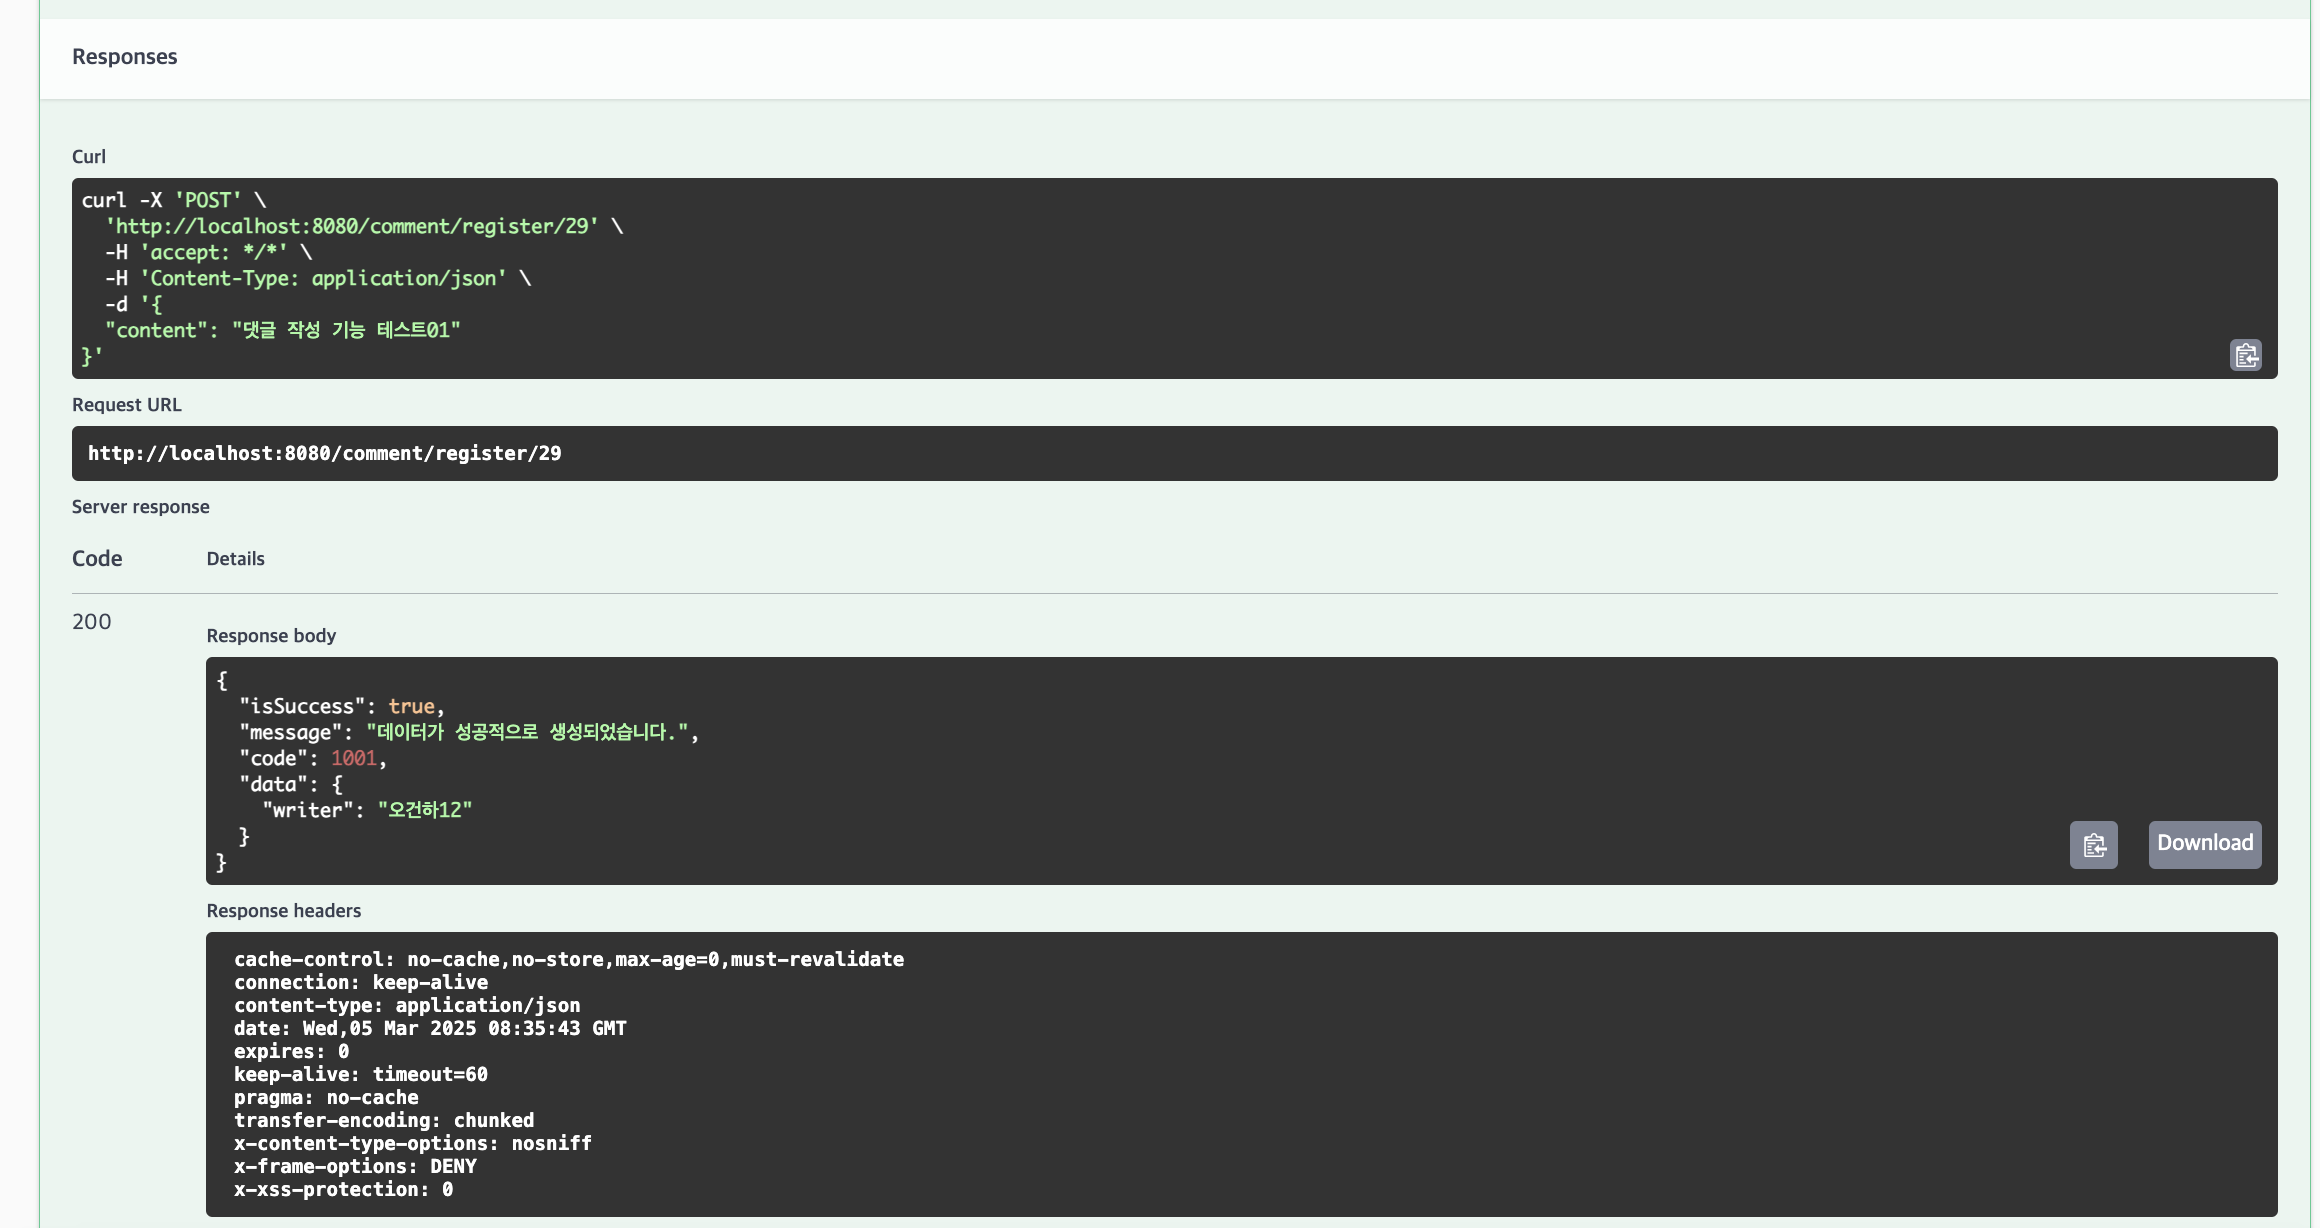 Responses
Curl
curl -X 'POST' \
  'http://localhost:8080/comment/register/29' \
  -H 'accept: */*' \
  -H 'Content-Type: application/json' \
  -d '{
  "content": "댓글 작성 기능 테스트01"
}'
Request URL
http://localhost:8080/comment/register/29
Server response
Code Details
200
Response body
{
  "isSuccess": true,
  "message": "데이터가 성공적으로 생성되었습니다.",
  "code": 1001,
  "data": {
    "writer": "오건하12"
  }
}
Download
Response headers
cache-control: no-cache,no-store,max-age=0,must-revalidate
connection: keep-alive
content-type: application/json
date: Wed,05 Mar 2025 08:35:43 GMT
expires: 0
keep-alive: timeout=60
pragma: no-cache
transfer-encoding: chunked
x-content-type-options: nosniff
x-frame-options: DENY
x-xss-protection: 0